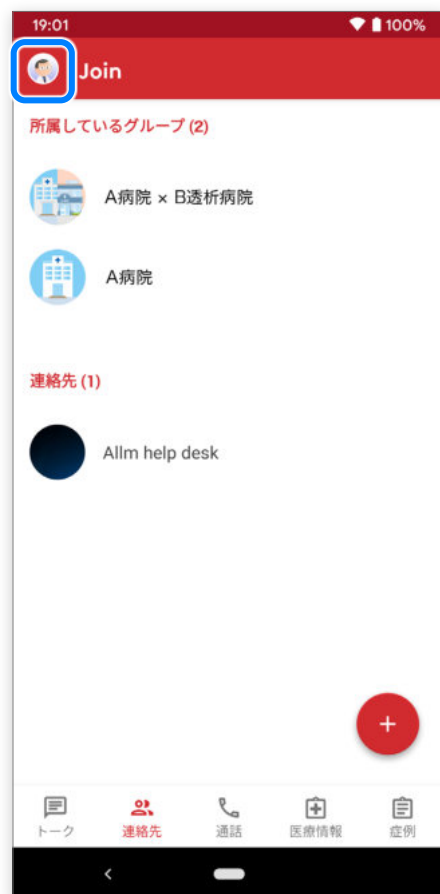 19:01 100%
Join
所属しているグループ (2)
A病院 × B透析病院
A病院
連絡先 (1)
Allm help desk
トーク 連絡先 通話 医療情報 症例